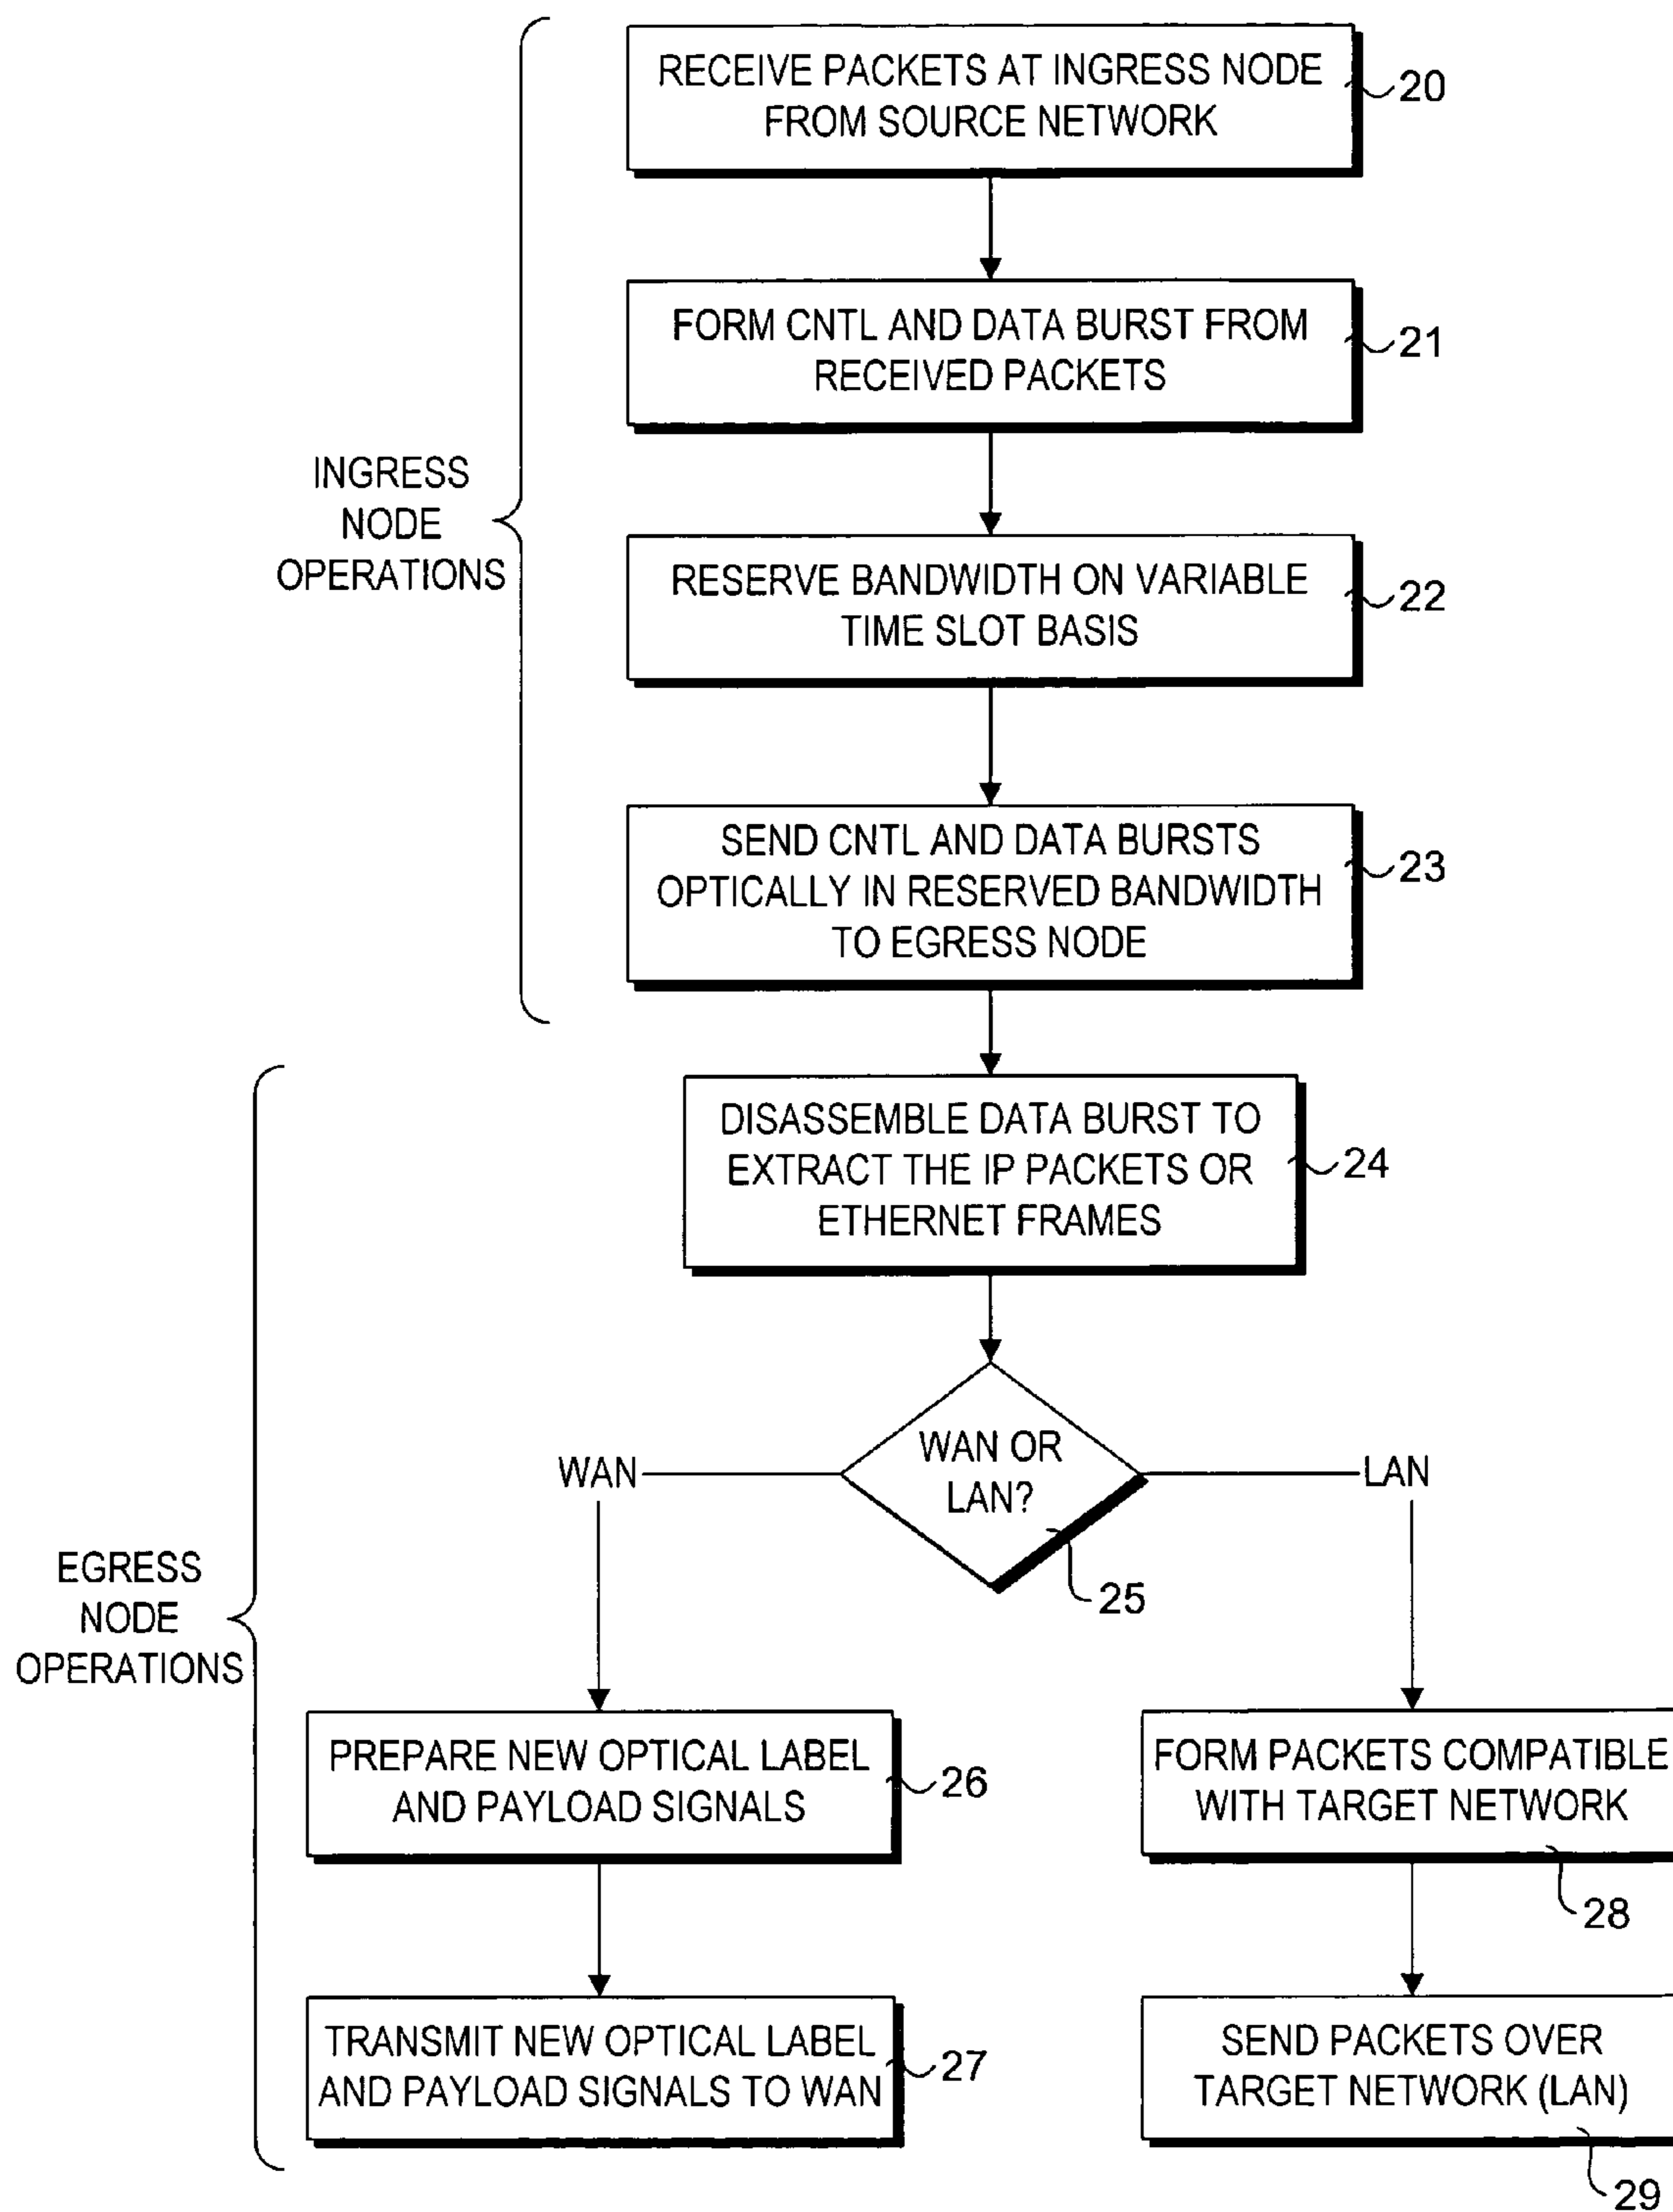 RECEIVE PACKETS AT INGRESS NODE
FROM SOURCE NETWORK
20
FORM CNTL AND DATA BURST FROM
RECEIVED PACKETS
21
INGRESS
NODE
OPERATIONS
RESERVE BANDWIDTH ON VARIABLE
TIME SLOT BASIS
22
SEND CNTL AND DATA BURSTS
OPTICALLY IN RESERVED BANDWIDTH
TO EGRESS NODE
23
DISASSEMBLE DATA BURST TO
EXTRACT THE IP PACKETS OR
ETHERNET FRAMES
24
WAN OR
LAN?
25
WAN
LAN
EGRESS
NODE
OPERATIONS
PREPARE NEW OPTICAL LABEL
AND PAYLOAD SIGNALS
26
FORM PACKETS COMPATIBLE
WITH TARGET NETWORK
28
TRANSMIT NEW OPTICAL LABEL
AND PAYLOAD SIGNALS TO WAN
27
SEND PACKETS OVER
TARGET NETWORK (LAN)
29